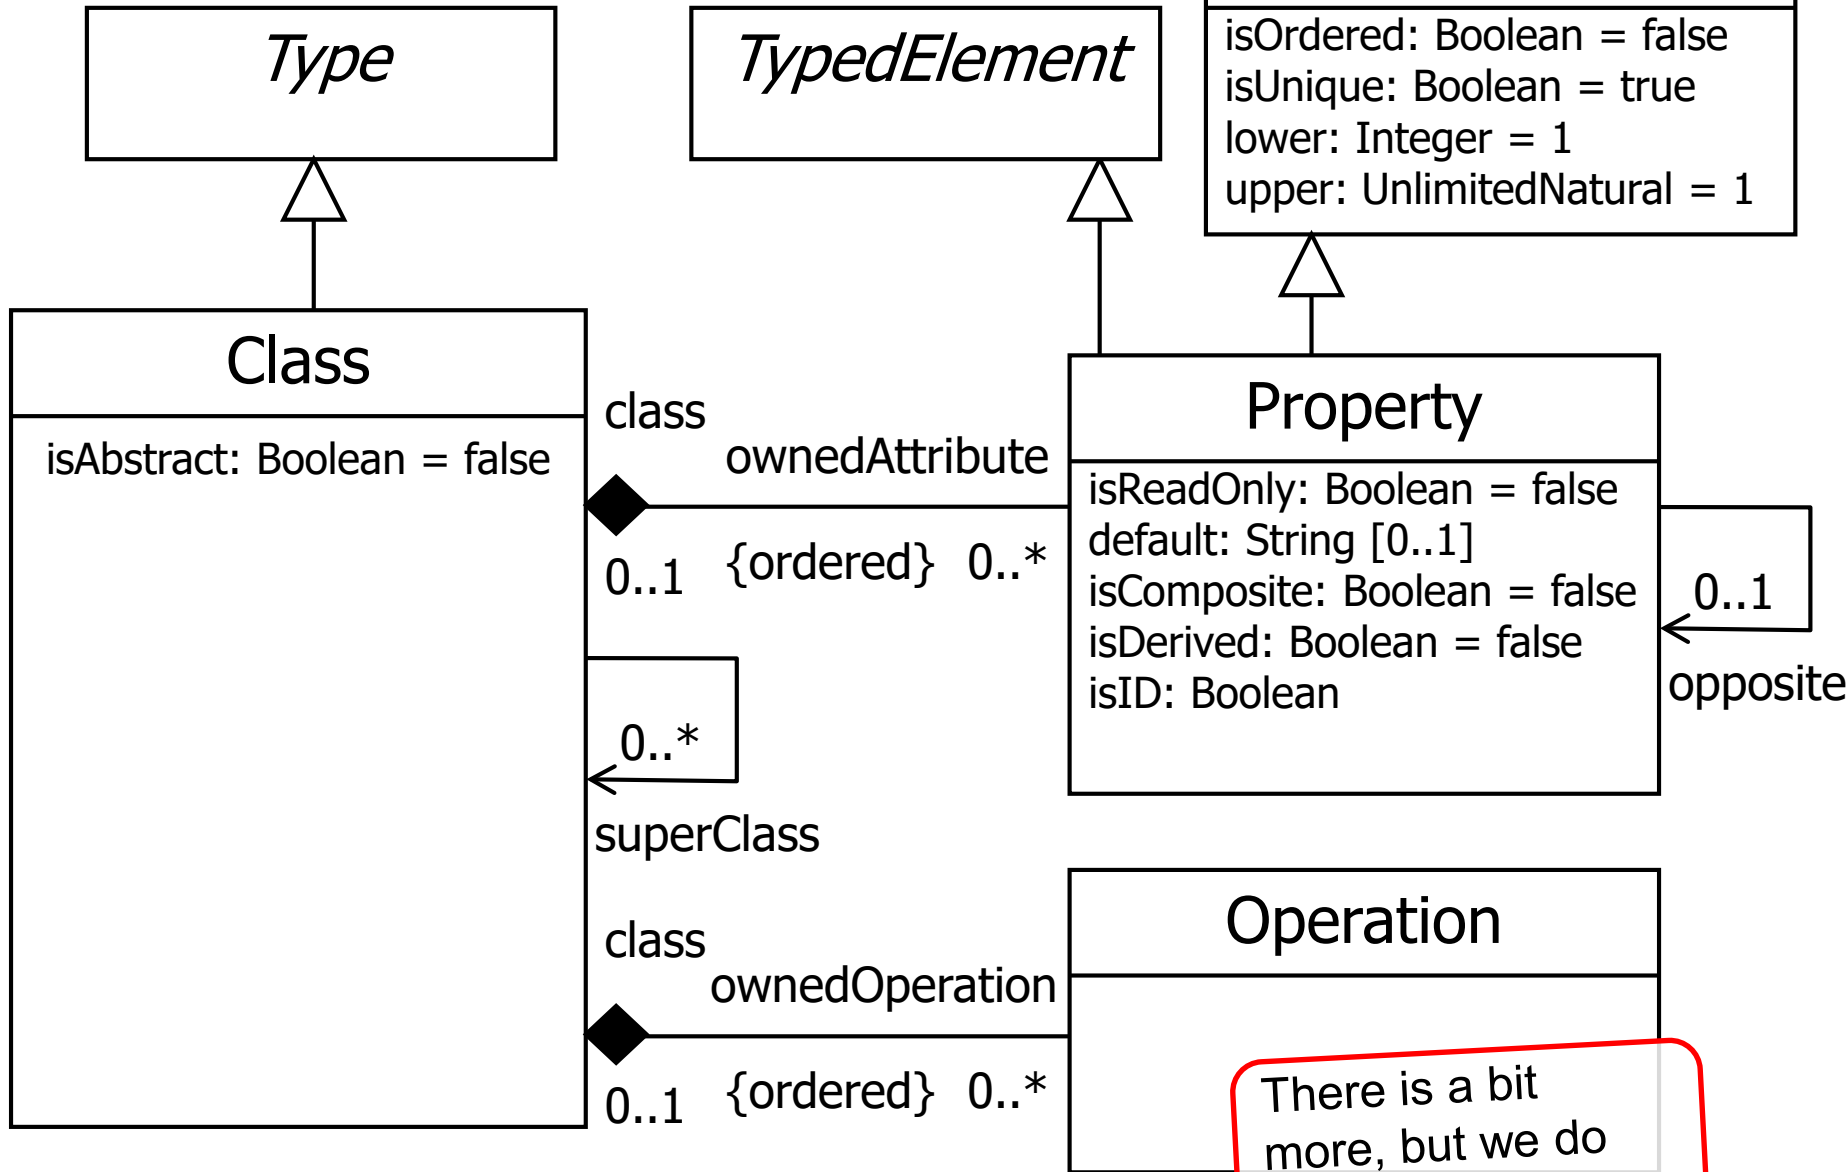 Type
TypedElement
isOrdered: Boolean = false
isUnique: Boolean = true
lower: Integer = 1
upper: UnlimitedNatural = 1
Class
isAbstract: Boolean = false
class
ownedAttribute
0..1
{ordered} 0..*
Property
isReadOnly: Boolean = false
default: String [0..1]
isComposite: Boolean = false
isDerived: Boolean = false
isID: Boolean
0..1
opposite
0..*
superClass
class
ownedOperation
0..1
{ordered} 0..*
Operation
There is a bit
more, but we do